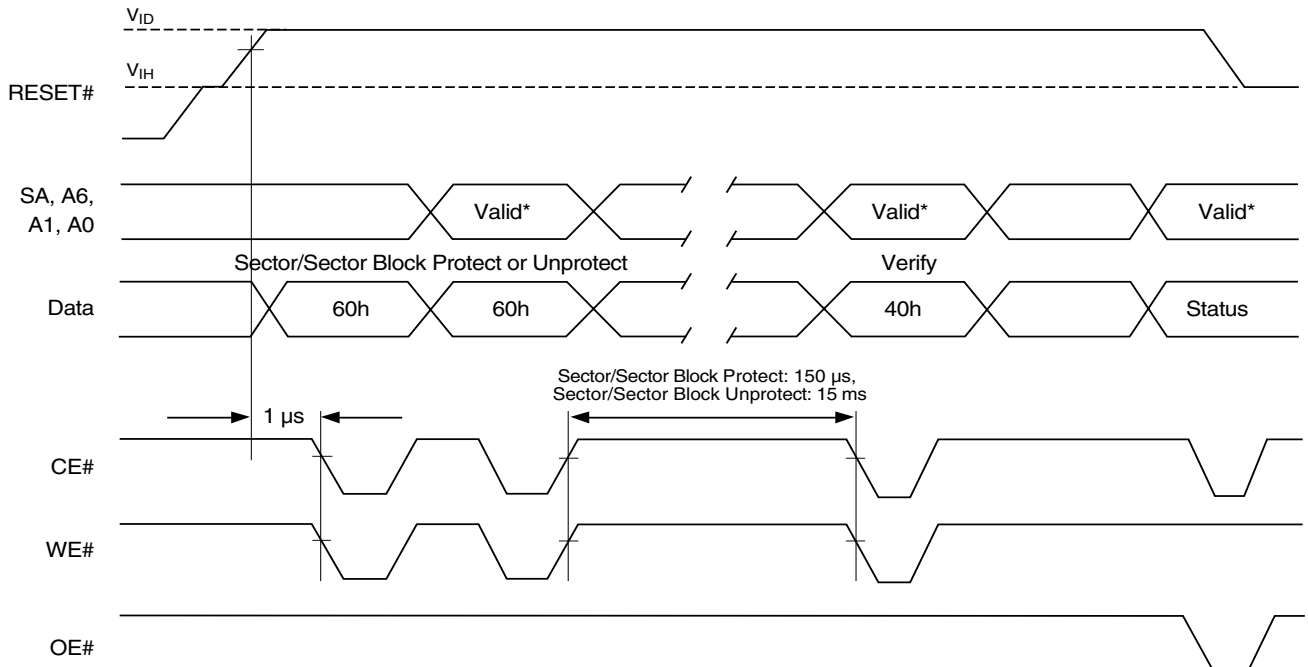 VID
VIH
RESET#
SA, A6,
A1, A0
Valid*
Valid*
Valid*
Sector/Sector Block Protect or Unprotect
Verify
Data
60h
60h
40h
Status
Sector/Sector Block Protect: 150 µs,
Sector/Sector Block Unprotect: 15 ms
1 µs
CE#
WE#
OE#